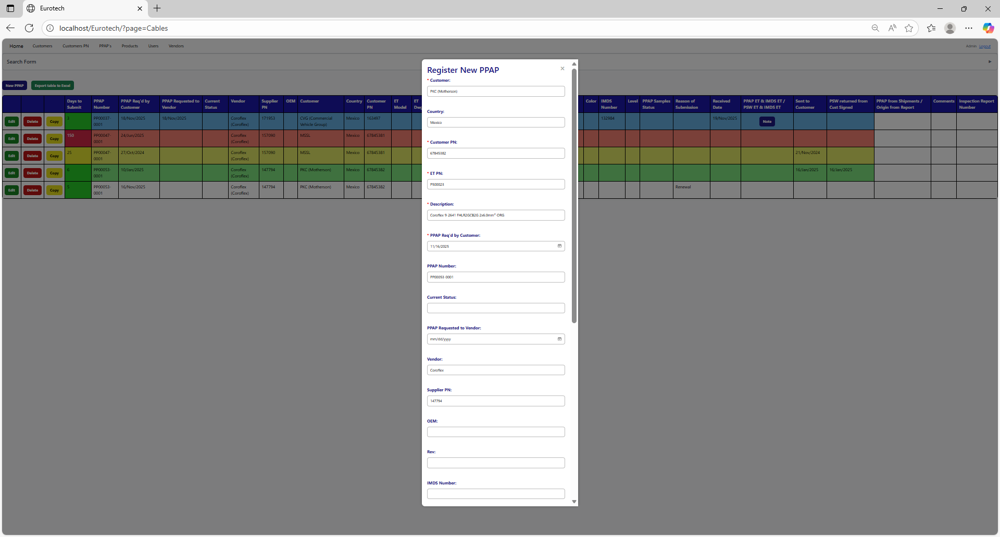 Eurotech
localhost/Eurotech/?page=Cables
Home Customers Customers PN PPAP's Products Users Vendors Admin Logout
Search Form
New PPAP Export table to Excel
Days to Submit PPAP Number PPAP Req'd by Customer PPAP Requested to Vendor Current Status Vendor Supplier PN OEM Customer Country Customer PN ET Model ET Color IMDS Number Level PPAP Samples Status Reason of Submission Received Date PPAP ET & IMDS ET / PSW ET & IMDS ET Sent to Customer PSW returned from Cust Signed PPAP from Shipments / Origin from Report Comments Inspection Report Number
Edit Delete Copy 3 PP00037-0001 18/Nov/2025 18/Nov/2025 Coroflex (Coroflex) 171953 CVG (Commercial Vehicle Group) Mexico 163497 132984 19/Nov/2025 Note
Edit Delete Copy 150 PP00047-0001 24/Jun/2025 Coroflex (Coroflex) 157090 MSSL Mexico 67845381
Edit Delete Copy 25 PP00047-0001 27/Oct/2024 Coroflex (Coroflex) 157090 MSSL Mexico 67845381 21/Nov/2024
Edit Delete Copy 6 PP00053-0001 10/Jan/2025 Coroflex (Coroflex) 147794 PKC (Motherson) Mexico 67845382 16/Jan/2025 16/Jan/2025
Edit Delete Copy 5 PP00053-0001 16/Nov/2025 Coroflex (Coroflex) 147794 PKC (Motherson) Mexico 67845382 Renewal
Register New PPAP ×
* Customer:
PKC (Motherson)
Country:
Mexico
* Customer PN:
67845382
* ET PN:
P500023
* Description:
Coroflex 9-2641 FHLR2GCB2G 2x6.0mm² ORG
* PPAP Req'd by Customer:
11/16/2025
PPAP Number:
PP00053-0001
Current Status:
PPAP Requested to Vendor:
mm/dd/yyyy
Vendor:
Coroflex
Supplier PN:
147794
OEM:
Rev:
IMDS Number: